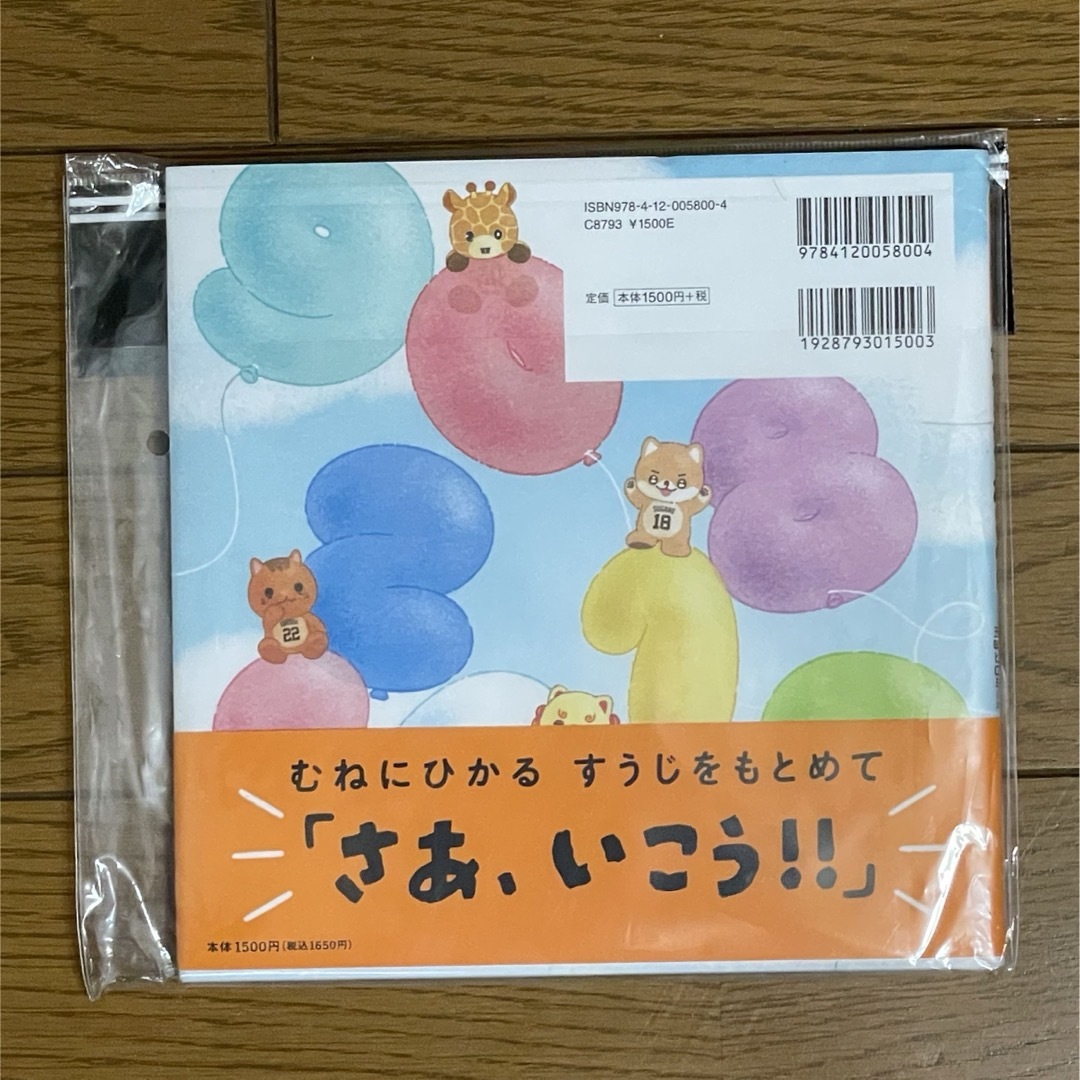 ISBN978-4-12-005800-4
C8793 ¥1500E
9784120058004
定価 本体1500円+税
1928793015003
18
22
むねにひかる すうじをもとめて
「さあ、いこう!!」
本体1500円(税込1650円)